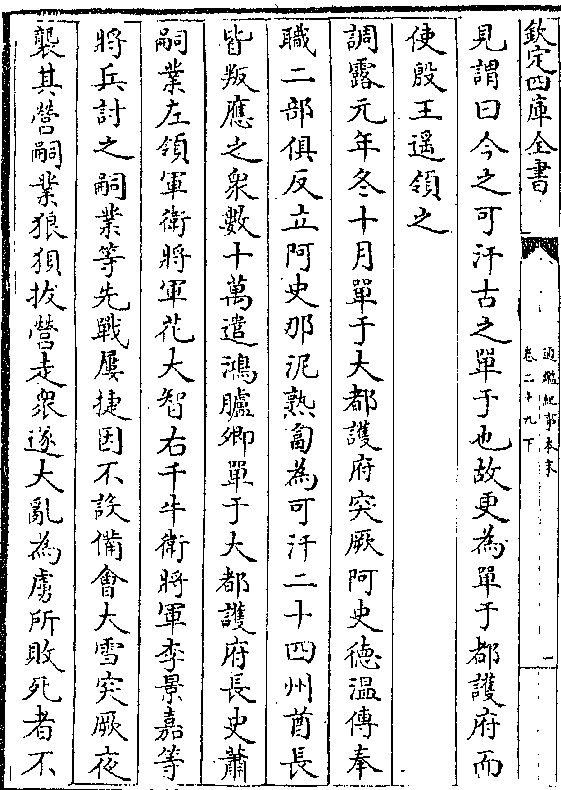 欽定四庫全書
通鑑紀事本末
卷二十九下
一
見謂曰今之可汗古之單于也故更為單于都護府而
使殷王遥領之
調露元年冬十月單于大都護府突厥阿史德温傅奉
職二部俱反立阿史那泥熟匐為可汗二十四州酋長
皆叛應之衆數十萬遣鴻臚卿單于大都護府長史蕭
嗣業左領軍衛將軍花大智右千牛衛將軍李景嘉等
將兵討之嗣業等先戰屢捷因不設備會大雪突厥夜
襲其營嗣業狼狽拔營走衆遂大亂為虜所敗死者不